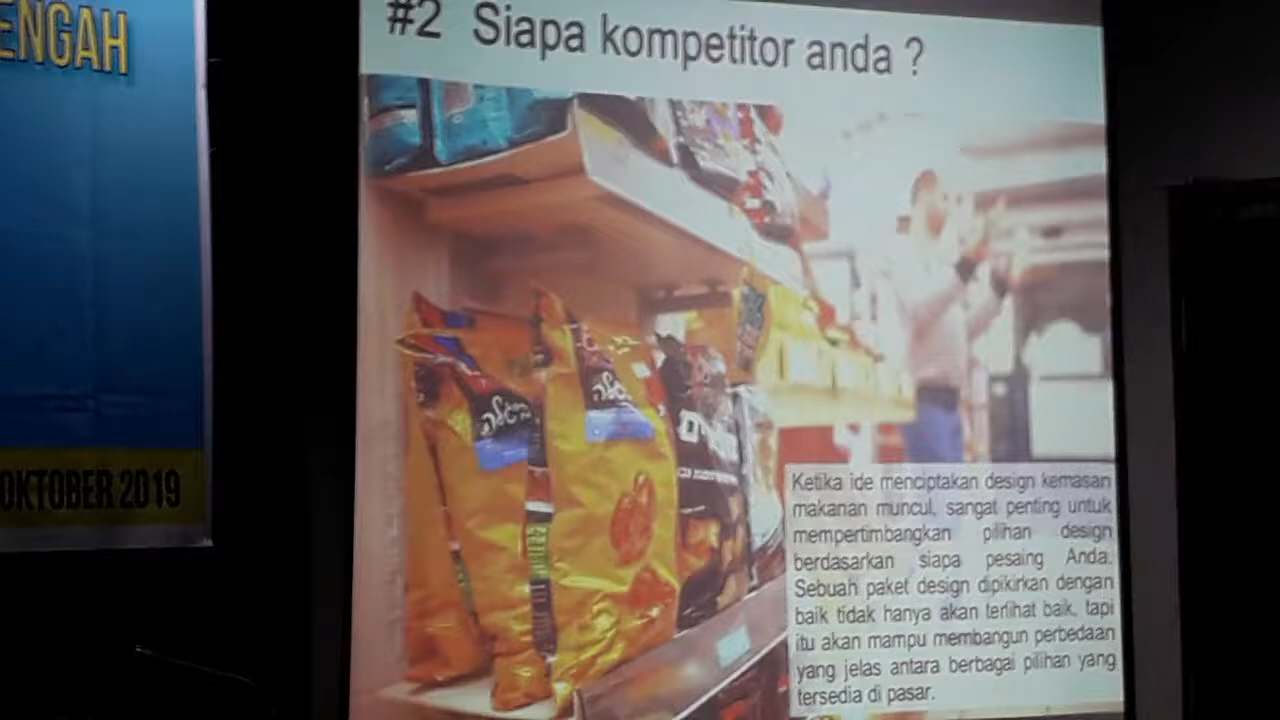 ENGAH
OKTOBER 2019
#2 Siapa kompetitor anda ?
Ketika ide menciptakan design kemasan
makanan muncul, sangat penting untuk
mempertimbangkan pilihan design
berdasarkan siapa pesaing Anda.
Sebuah paket design dipikirkan dengan
baik tidak hanya akan terlihat baik, tapi
itu akan mampu membangun perbedaan
yang jelas antara berbagai pilihan yang
tersedia di pasar.